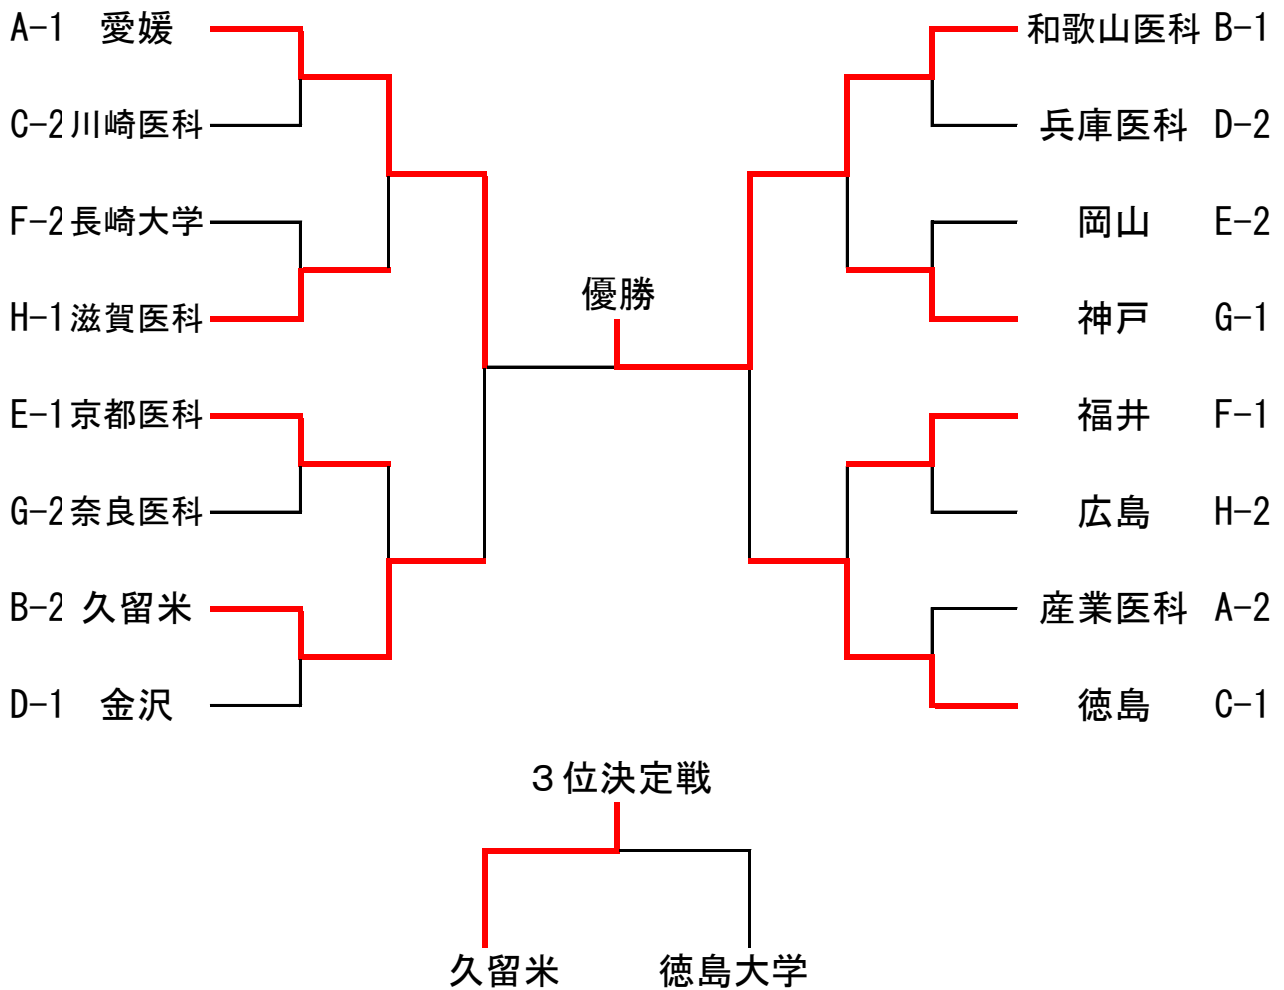 A-1 愛媛
C-2 川崎医科
F-2 長崎大学
H-1 滋賀医科
E-1 京都医科
G-2 奈良医科
B-2 久留米
D-1 金沢
優勝
和歌山医科 B-1
兵庫医科 D-2
岡山 E-2
神戸 G-1
福井 F-1
広島 H-2
産業医科 A-2
徳島 C-1
３位決定戦
久留米 徳島大学